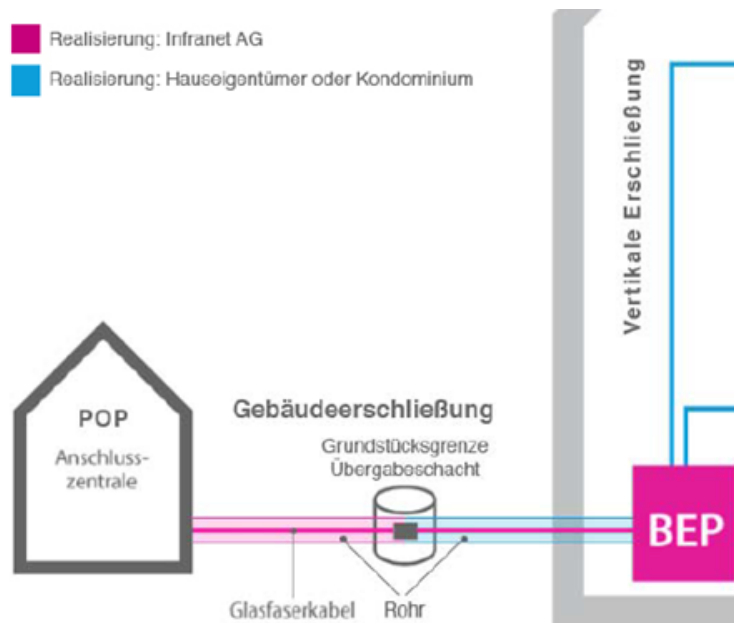 Realisierung: Infranet AG
Realisierung: Hauseigentümer oder Kondominium
Vertikale Erschließung
POP
Anschluss-
zentrale
Gebäudeerschließung
Grundstücksgrenze
Übergabeschacht
BEP
Glasfaserkabel
Rohr